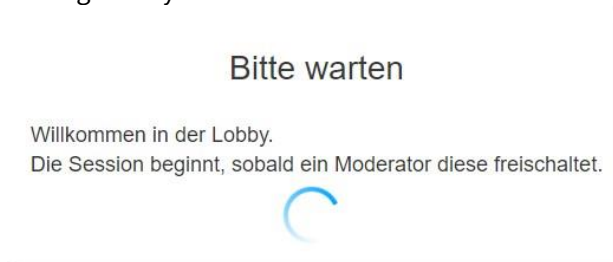 Bitte warten
Willkommen in der Lobby.
Die Session beginnt, sobald ein Moderator diese freischaltet.